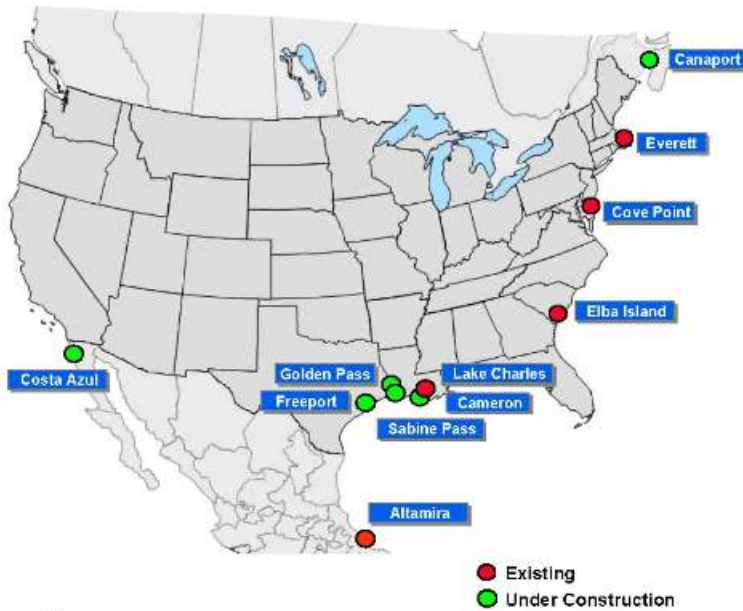 Canaport
Everett
Cove Point
Elba Island
Costa Azul
Golden Pass
Lake Charles
Freeport
Cameron
Sabine Pass
Altamira
Existing
Under Construction